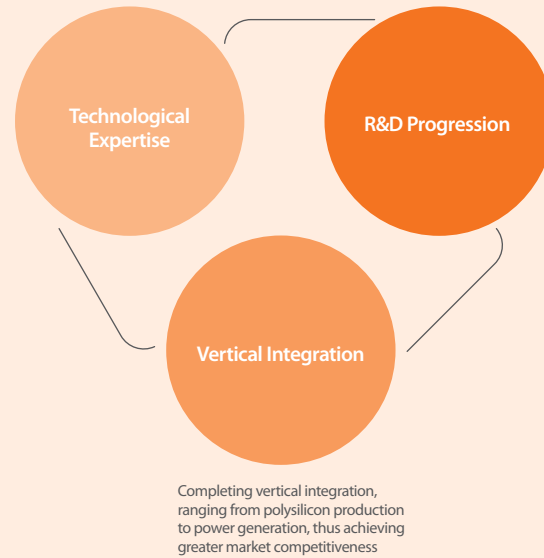 Technological
Expertise
R&D Progression
Vertical Integration
Completing vertical integration,
ranging from polysilicon production
to power generation, thus achieving
greater market competitiveness